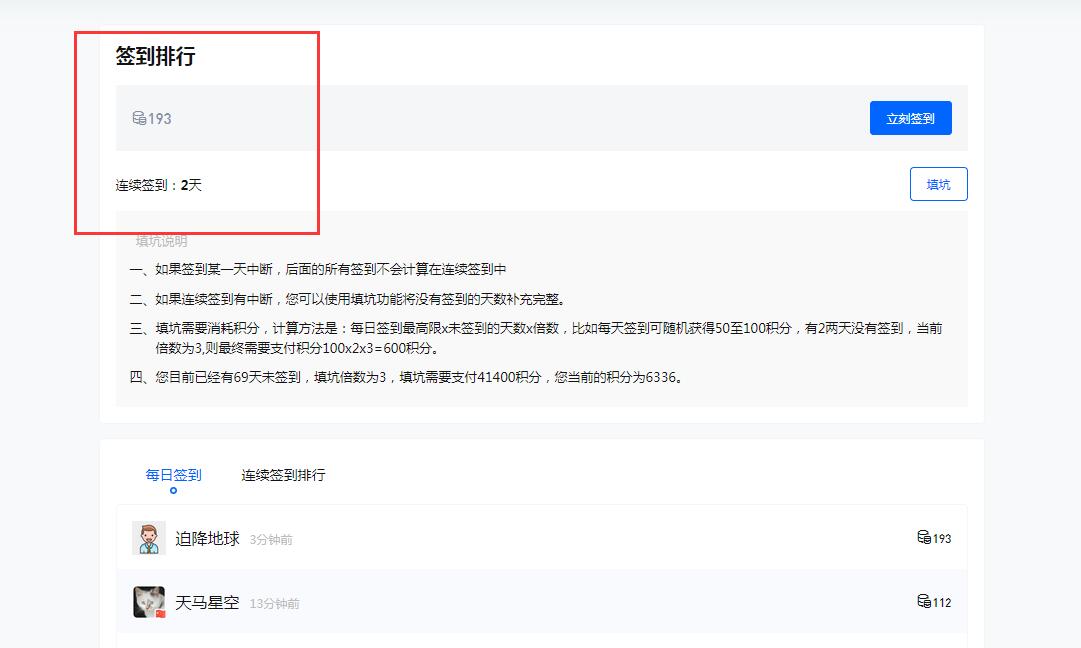 签到排行
193
立刻签到
连续签到：2天
填坑
填坑说明
一、如果签到某一天中断，后面的所有签到不会计算在连续签到中
二、如果连续签到有中断，您可以使用填坑功能将没有签到的天数补充完整。
三、填坑需要消耗积分，计算方法是：每日签到最高限x未签到的天数x倍数，比如每天签到可随机获得50至100积分，有2两天没有签到，当前
倍数为3,则最终需要支付积分100x2x3=600积分。
四、您目前已经有69天未签到，填坑倍数为3，填坑需要支付41400积分，您当前的积分为6336。
每日签到
连续签到排行
迫降地球 3分钟前
193
天马星空 13分钟前
112